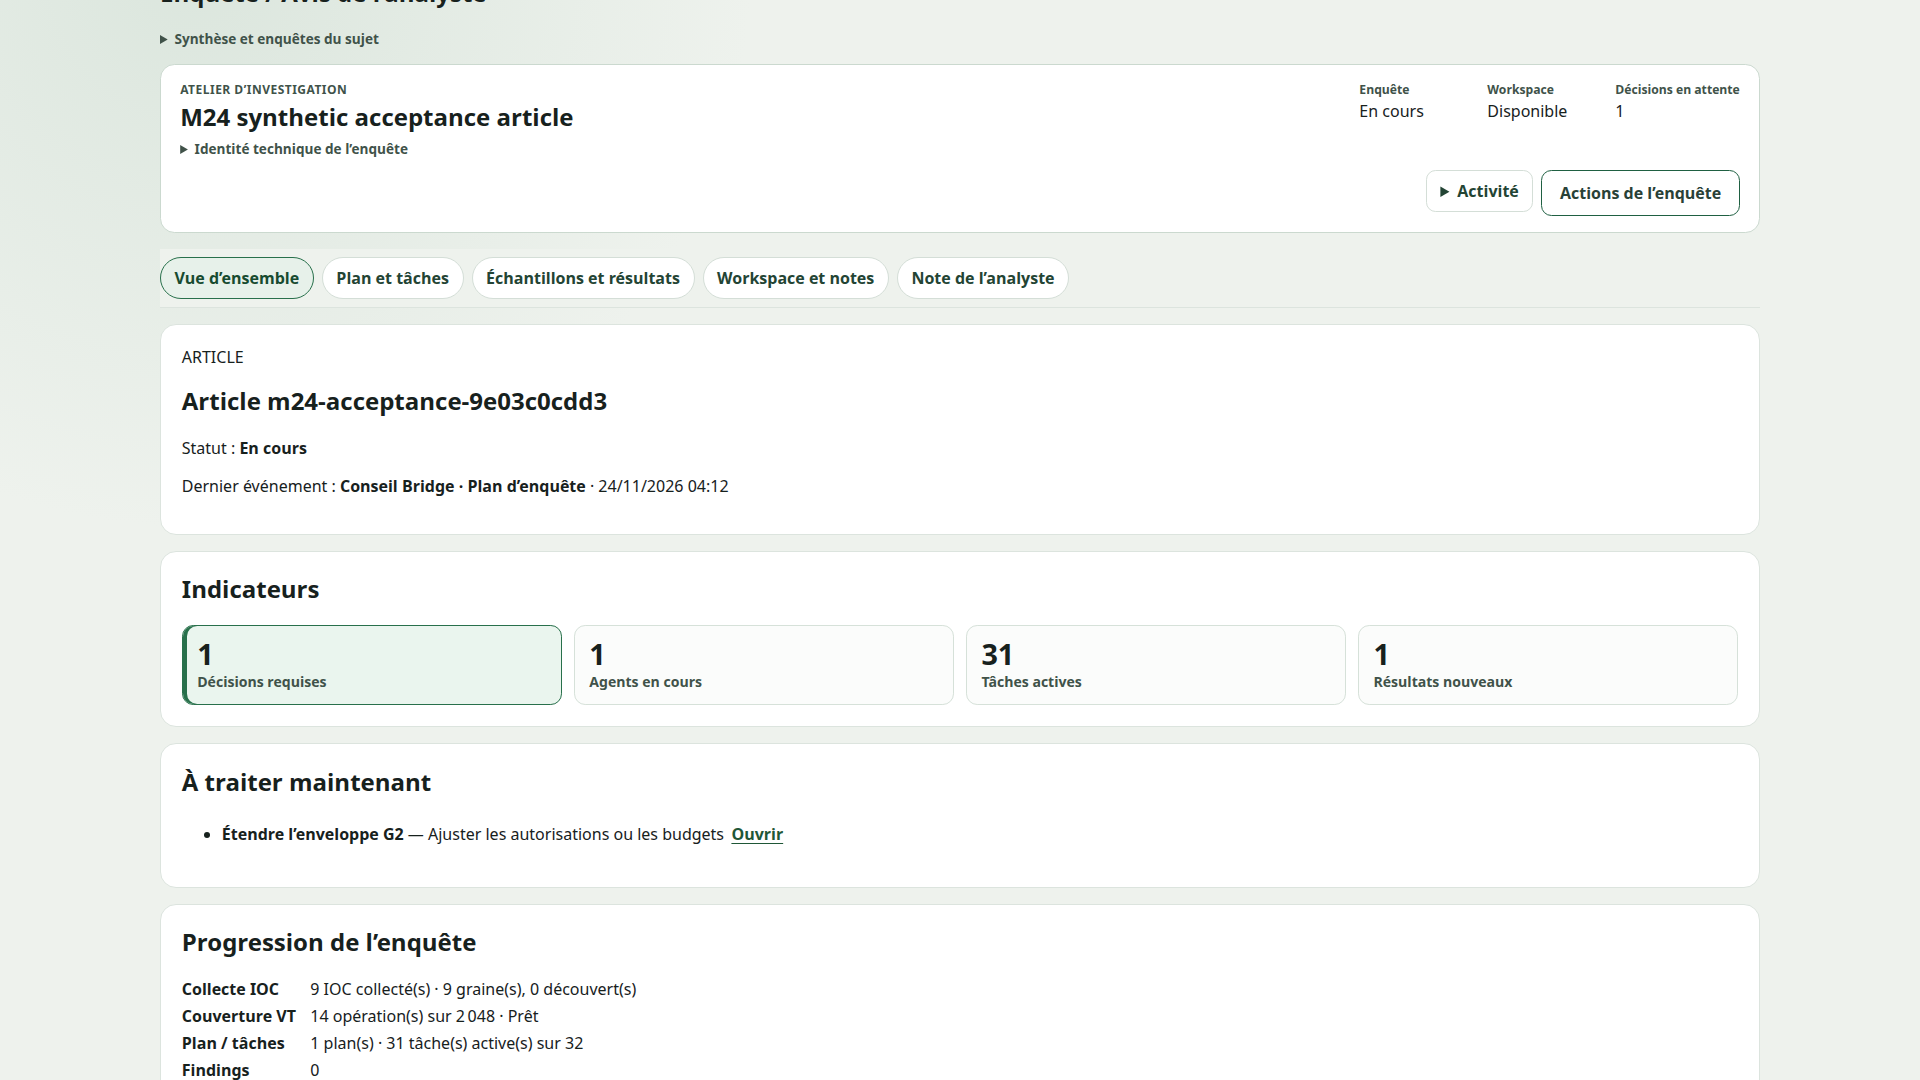 Enquête / Avis de l'analyste
Synthèse et enquêtes du sujet
ATELIER D’INVESTIGATION
M24 synthetic acceptance article
Identité technique de l’enquête
Enquête
En cours
Workspace
Disponible
Décisions en attente
1
Activité
Actions de l’enquête
Vue d’ensemble
Plan et tâches
Échantillons et résultats
Workspace et notes
Note de l’analyste
ARTICLE
Article m24-acceptance-9e03c0cdd3
Statut : En cours
Dernier événement : Conseil Bridge · Plan d’enquête · 24/11/2026 04:12
Indicateurs
1
Décisions requises
1
Agents en cours
31
Tâches actives
1
Résultats nouveaux
À traiter maintenant
Étendre l’enveloppe G2 — Ajuster les autorisations ou les budgets Ouvrir
Progression de l’enquête
Collecte IOC 9 IOC collecté(s) · 9 graine(s), 0 découvert(s)
Couverture VT 14 opération(s) sur 2 048 · Prêt
Plan / tâches 1 plan(s) · 31 tâche(s) active(s) sur 32
Findings 0